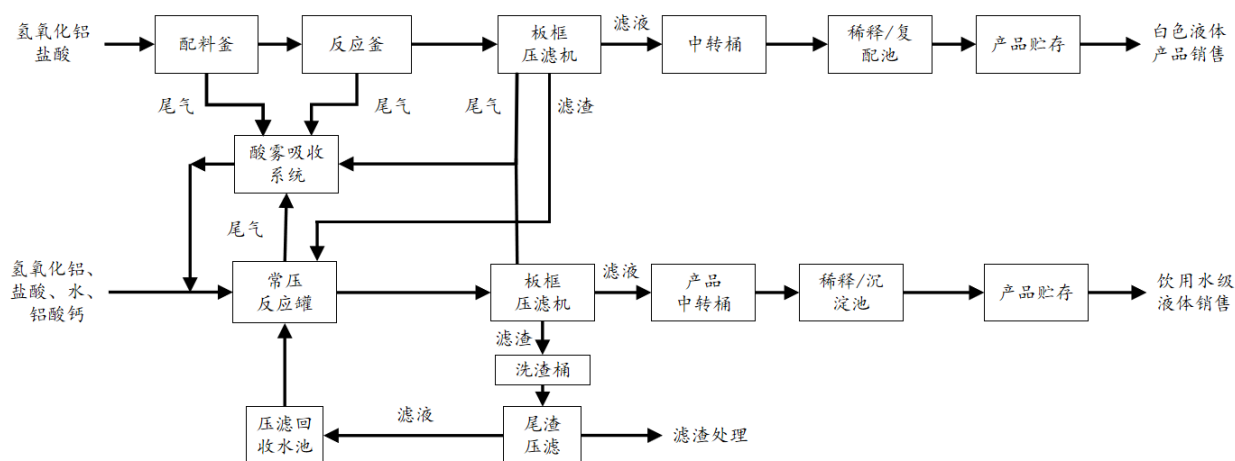 氢氧化铝
盐酸
配料釜
反应釜
板框
压滤机
滤液
中转桶
稀释/复
配池
产品贮存
白色液体
产品销售
尾气
尾气
尾气
滤渣
酸雾吸收
系统
尾气
氢氧化铝、
盐酸、水、
铝酸钙
常压
反应罐
板框
压滤机
滤液
产品
中转桶
稀释/沉
淀池
产品贮存
饮用水级
液体销售
滤渣
洗渣桶
压滤回
收水池
滤液
尾渣
压滤
滤渣处理